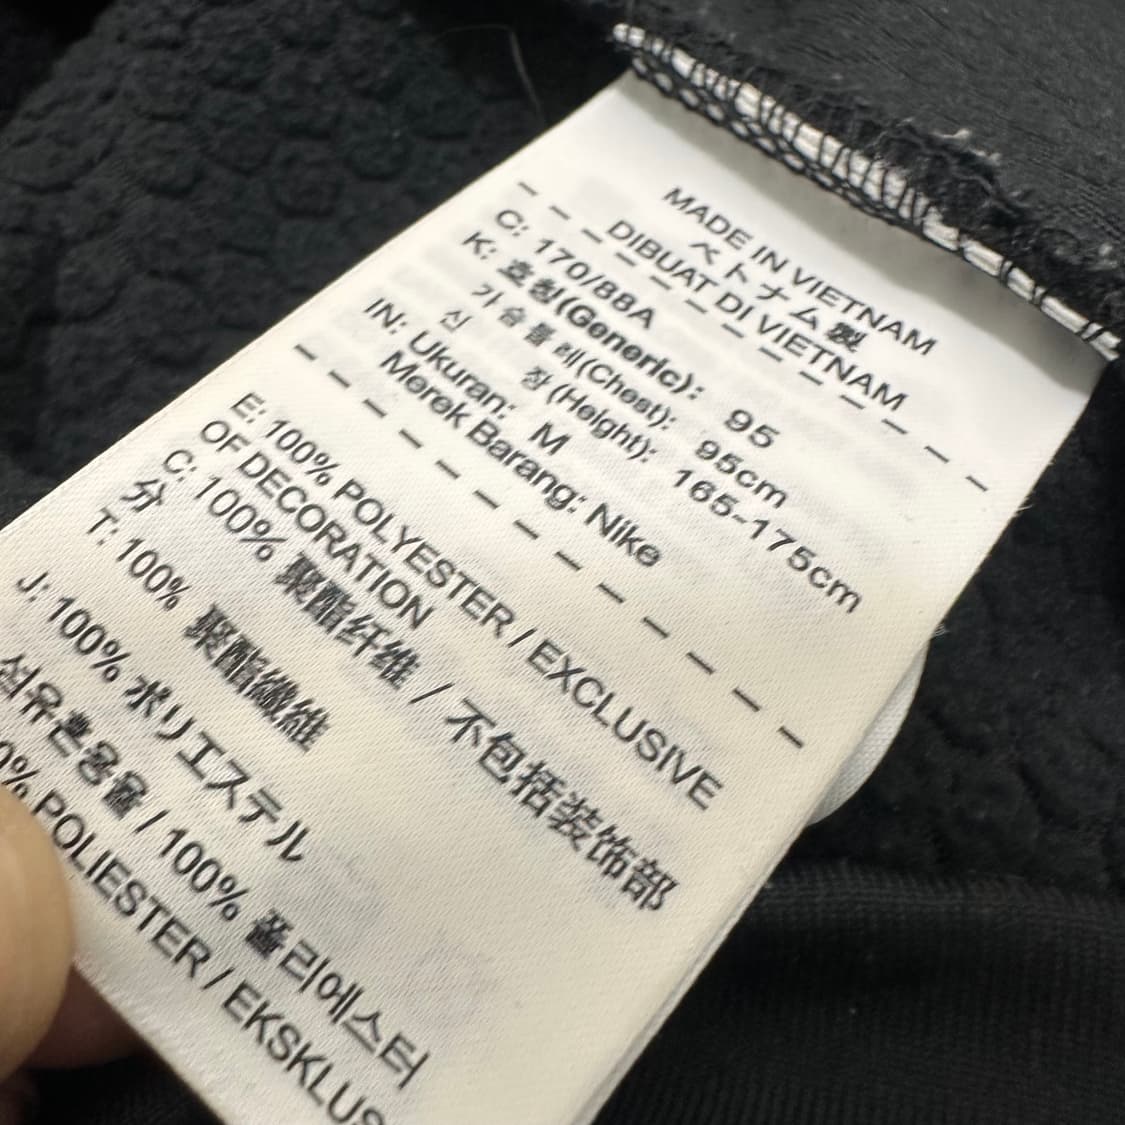 MADE IN VIETNAM
ベトナム製
DIBUAT DI VIETNAM
C: 170/88A
K: 호칭(Generic): 95
가슴둘레(Chest): 95cm
신 장(Height): 165-175cm
IN: Ukuran: M
Merek Barang: Nike
E: 100% POLYESTER / EXCLUSIVE
OF DECORATION
C: 100% 聚酯纤维 / 不包括装饰部
分
T: 100% 聚酯纖維
J: 100% ポリエステル
섬유혼용율 / 100% 폴리에스터
0% POLIESTER / EKSKLUS